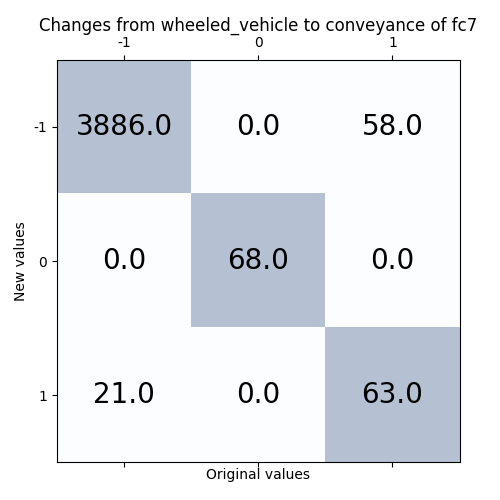 Changes from wheeled_vehicle to conveyance of fc7
-1 0 1
-1 3886.0 0.0 58.0
0 0.0 68.0 0.0
1 21.0 0.0 63.0
New values
Original values